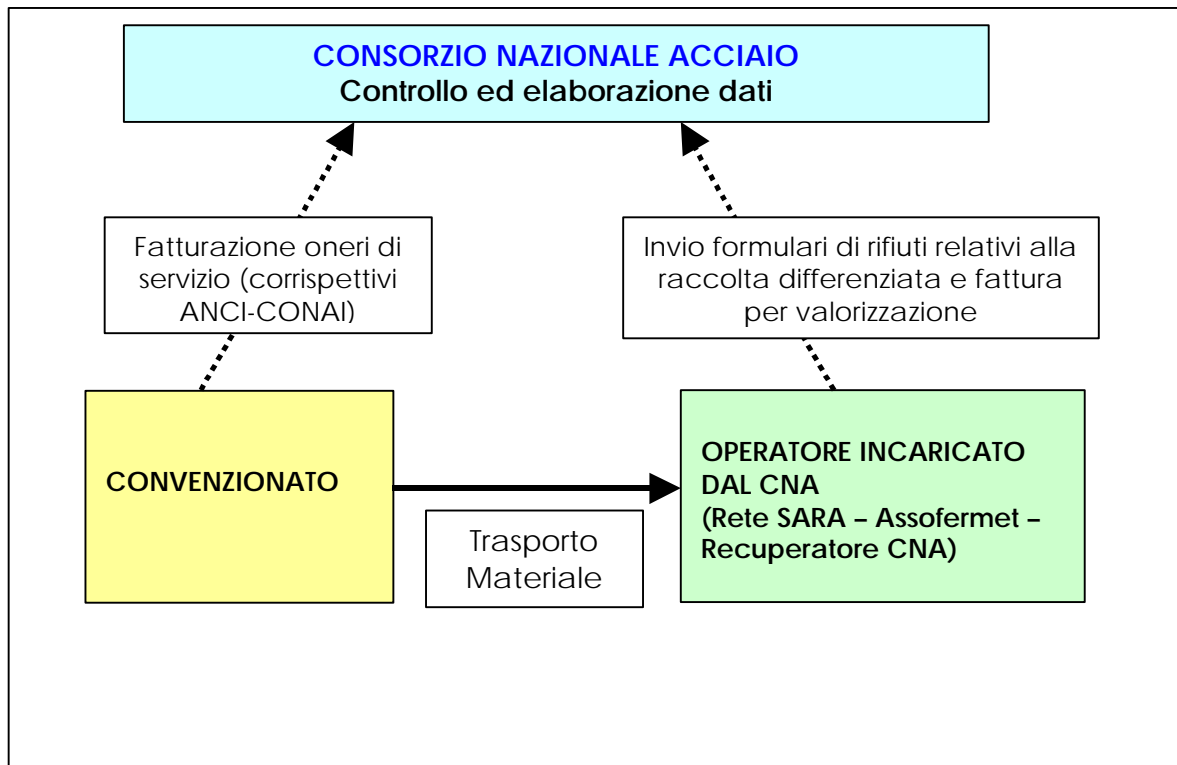 CONSORZIO NAZIONALE ACCIAIO
Controllo ed elaborazione dati
Fatturazione oneri di
servizio (corrispettivi
ANCI-CONAI)
Invio formulari di rifiuti relativi alla
raccolta differenziata e fattura
per valorizzazione
CONVENZIONATO
Trasporto
Materiale
OPERATORE INCARICATO
DAL CNA
(Rete SARA – Assofermet –
Recuperatore CNA)